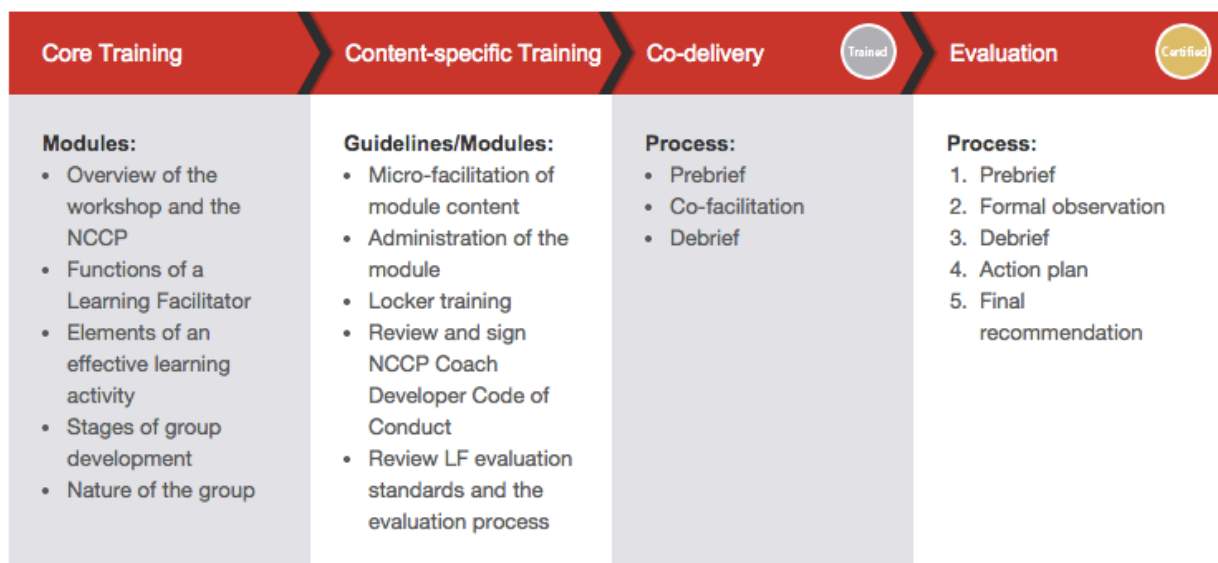 Core Training
Content-specific Training
Co-delivery
Trained
Evaluation
Certified
Modules:
• Overview of the
workshop and the
NCCP
• Functions of a
Learning Facilitator
• Elements of an
effective learning
activity
• Stages of group
development
• Nature of the group
Guidelines/Modules:
• Micro-facilitation of
module content
• Administration of the
module
• Locker training
• Review and sign
NCCP Coach
Developer Code of
Conduct
• Review LF evaluation
standards and the
evaluation process
Process:
• Prebrief
• Co-facilitation
• Debrief
Process:
1. Prebrief
2. Formal observation
3. Debrief
4. Action plan
5. Final
recommendation